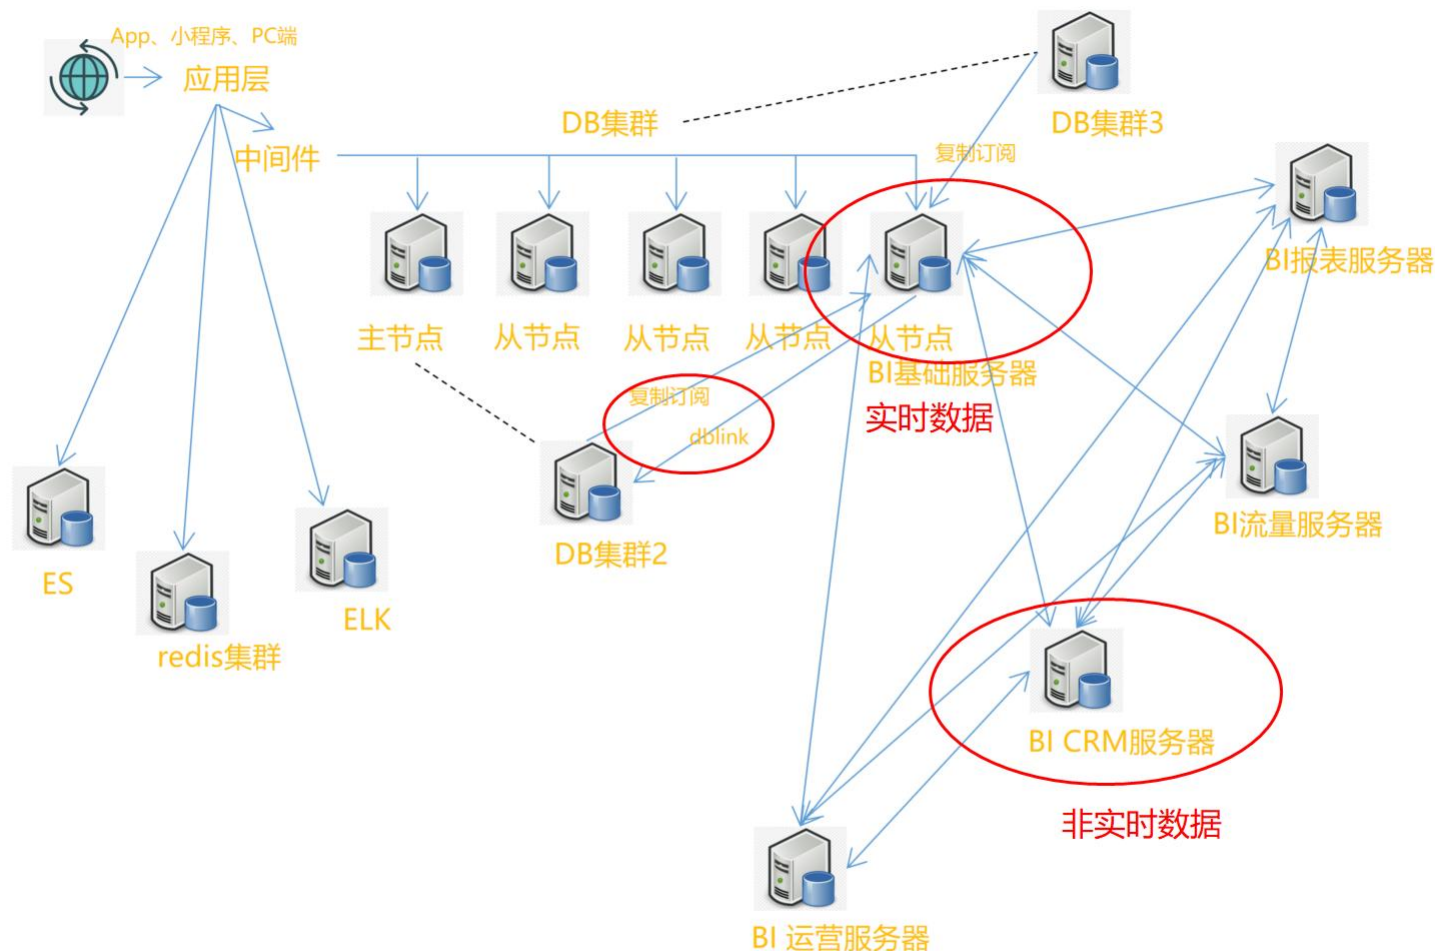 App、小程序、PC端
应用层
DB集群
DB集群3
中间件
复制订阅
BI报表服务器
主节点
从节点
从节点
从节点
从节点
BI基础服务器
复制订阅
实时数据
dblink
BI流量服务器
DB集群2
ES
ELK
redis集群
BI CRM服务器
非实时数据
BI 运营服务器